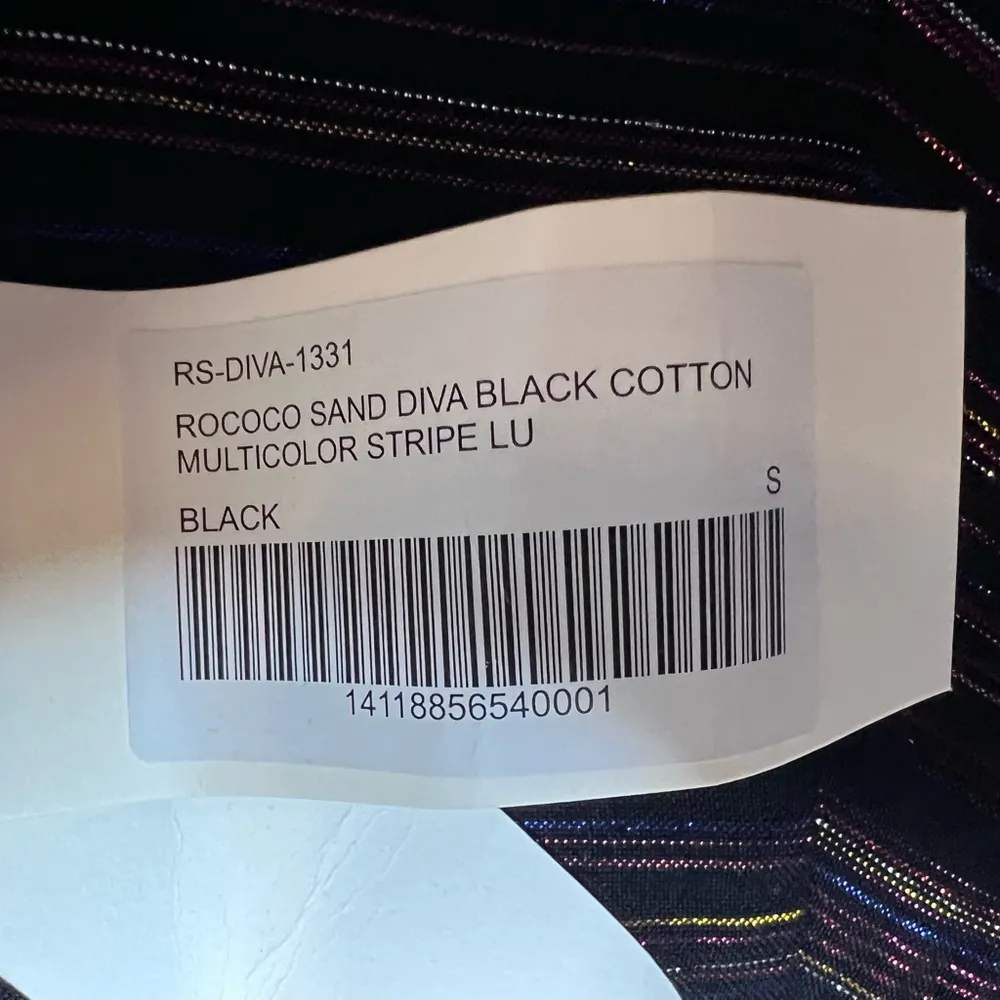 RS-DIVA-1331
ROCOCO SAND DIVA BLACK COTTON
MULTICOLOR STRIPE LU
S
BLACK
14118856540001